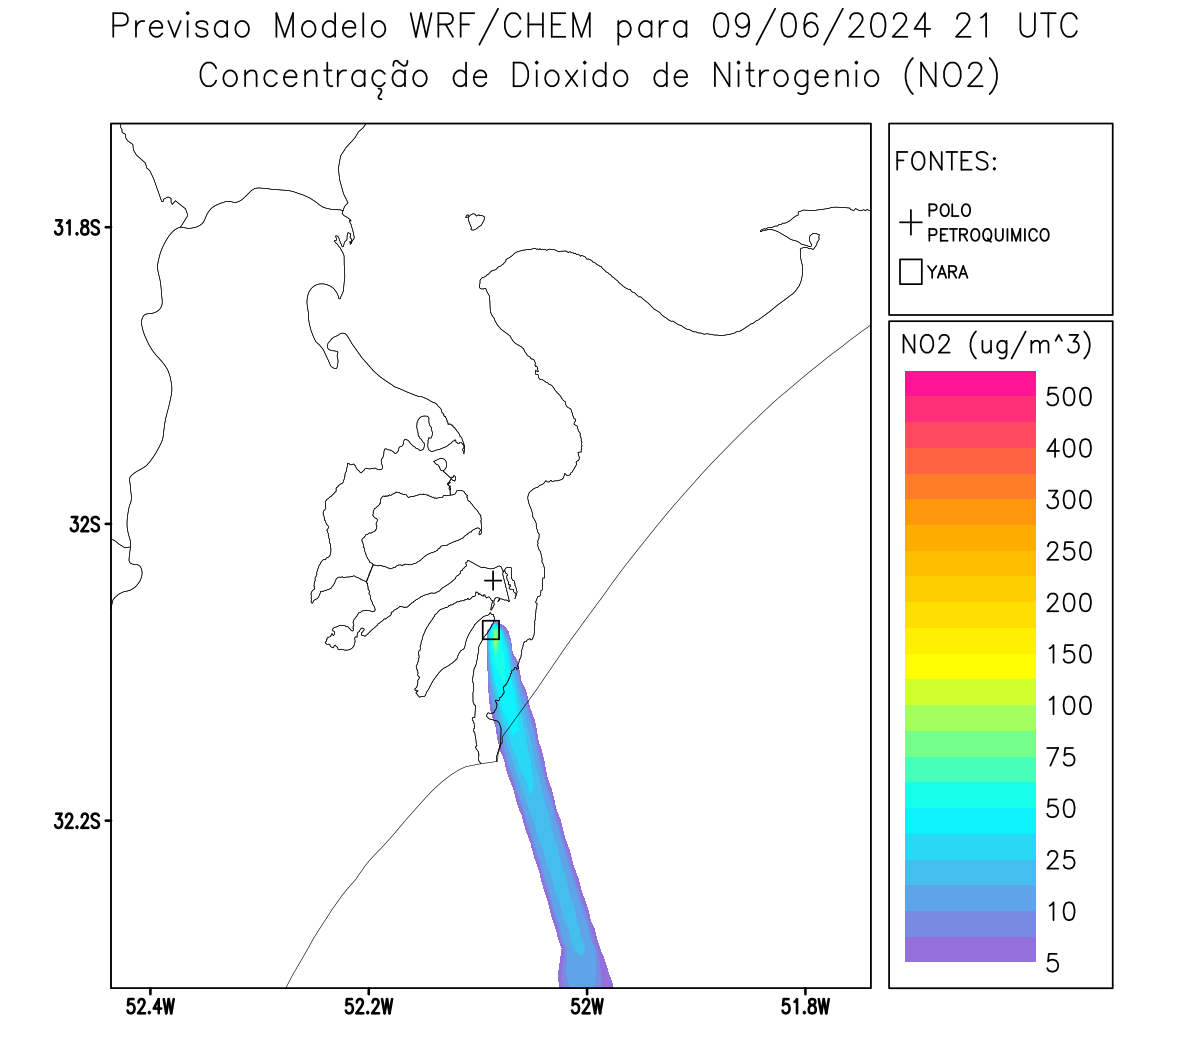 Previsao Modelo WRF/CHEM para 09/06/2024 21 UTC
Concentração de Dioxido de Nitrogenio (NO2)
FONTES:
POLO
PETROQUIMICO
YARA
NO2 (ug/m^3)
500
400
300
250
200
150
100
75
50
25
10
5
31.8S
32S
32.2S
52.4W
52.2W
52W
51.8W